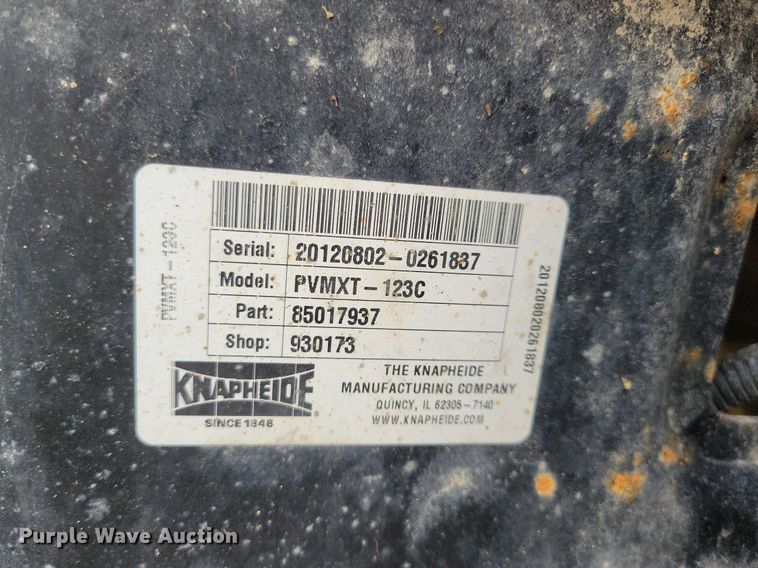 PVMXT-123C
Serial: 20120802-0261837
Model: PVMXT-123C
Part: 85017937
Shop: 930173
201208020261837
KNAPHEIDE
SINCE 1848
THE KNAPHEIDE
MANUFACTURING COMPANY
QUINCY, IL 62305-7140
WWW.KNAPHEIDE.COM
Purple Wave Auction®